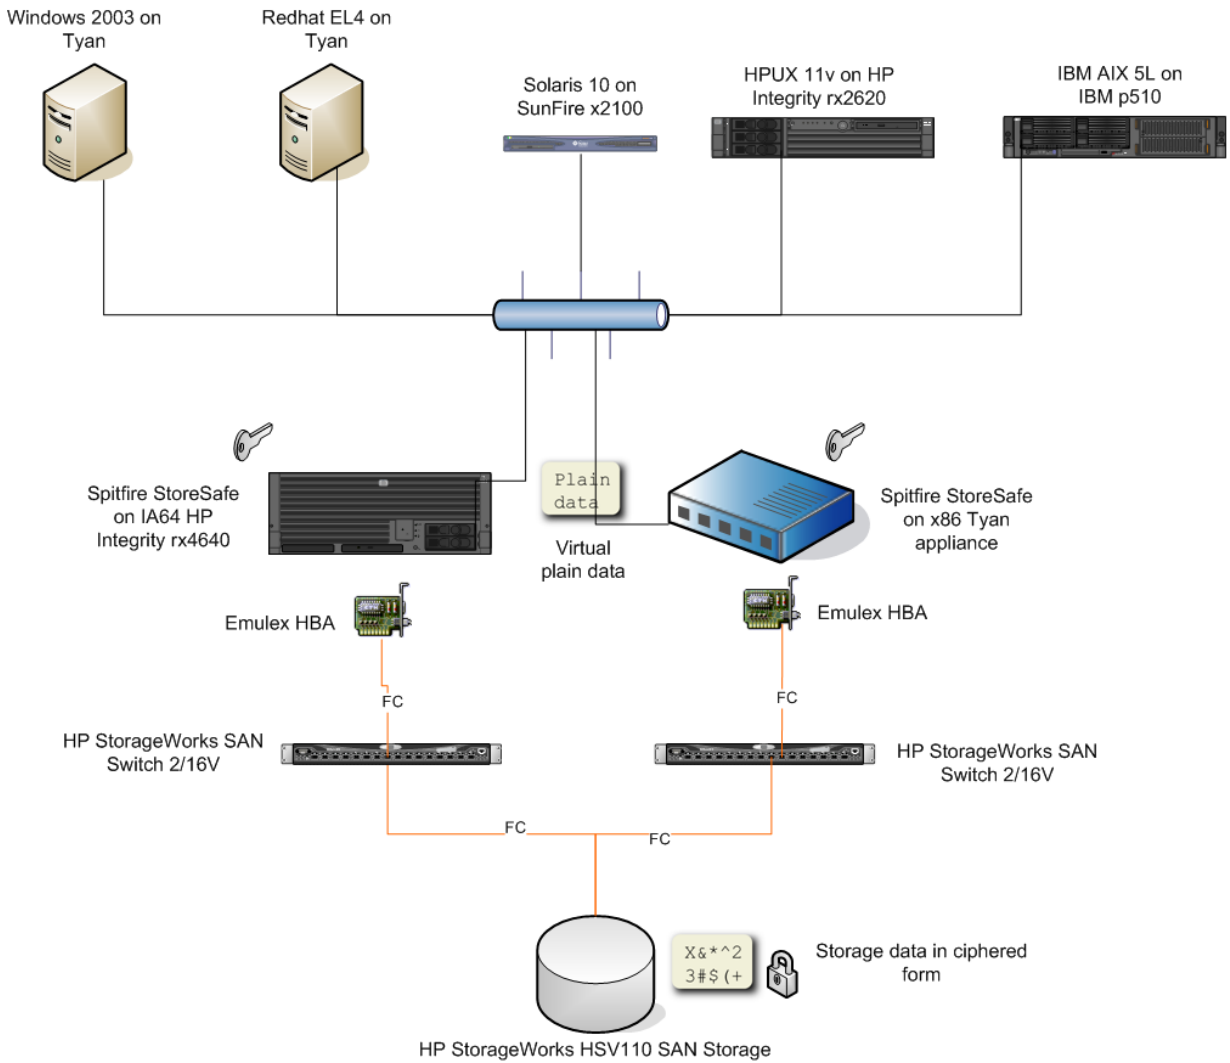 Windows 2003 on
Tyan
Redhat EL4 on
Tyan
Solaris 10 on
SunFire x2100
HPUX 11v on HP
Integrity rx2620
IBM AIX 5L on
IBM p510
Spitfire StoreSafe
on IA64 HP
Integrity rx4640
Plain
data
Virtual
plain data
Spitfire StoreSafe
on x86 Tyan
appliance
Emulex HBA
Emulex HBA
FC
FC
HP StorageWorks SAN
Switch 2/16V
HP StorageWorks SAN
Switch 2/16V
FC
FC
X&*^2
3#$(+
Storage data in ciphered
form
HP StorageWorks HSV110 SAN Storage